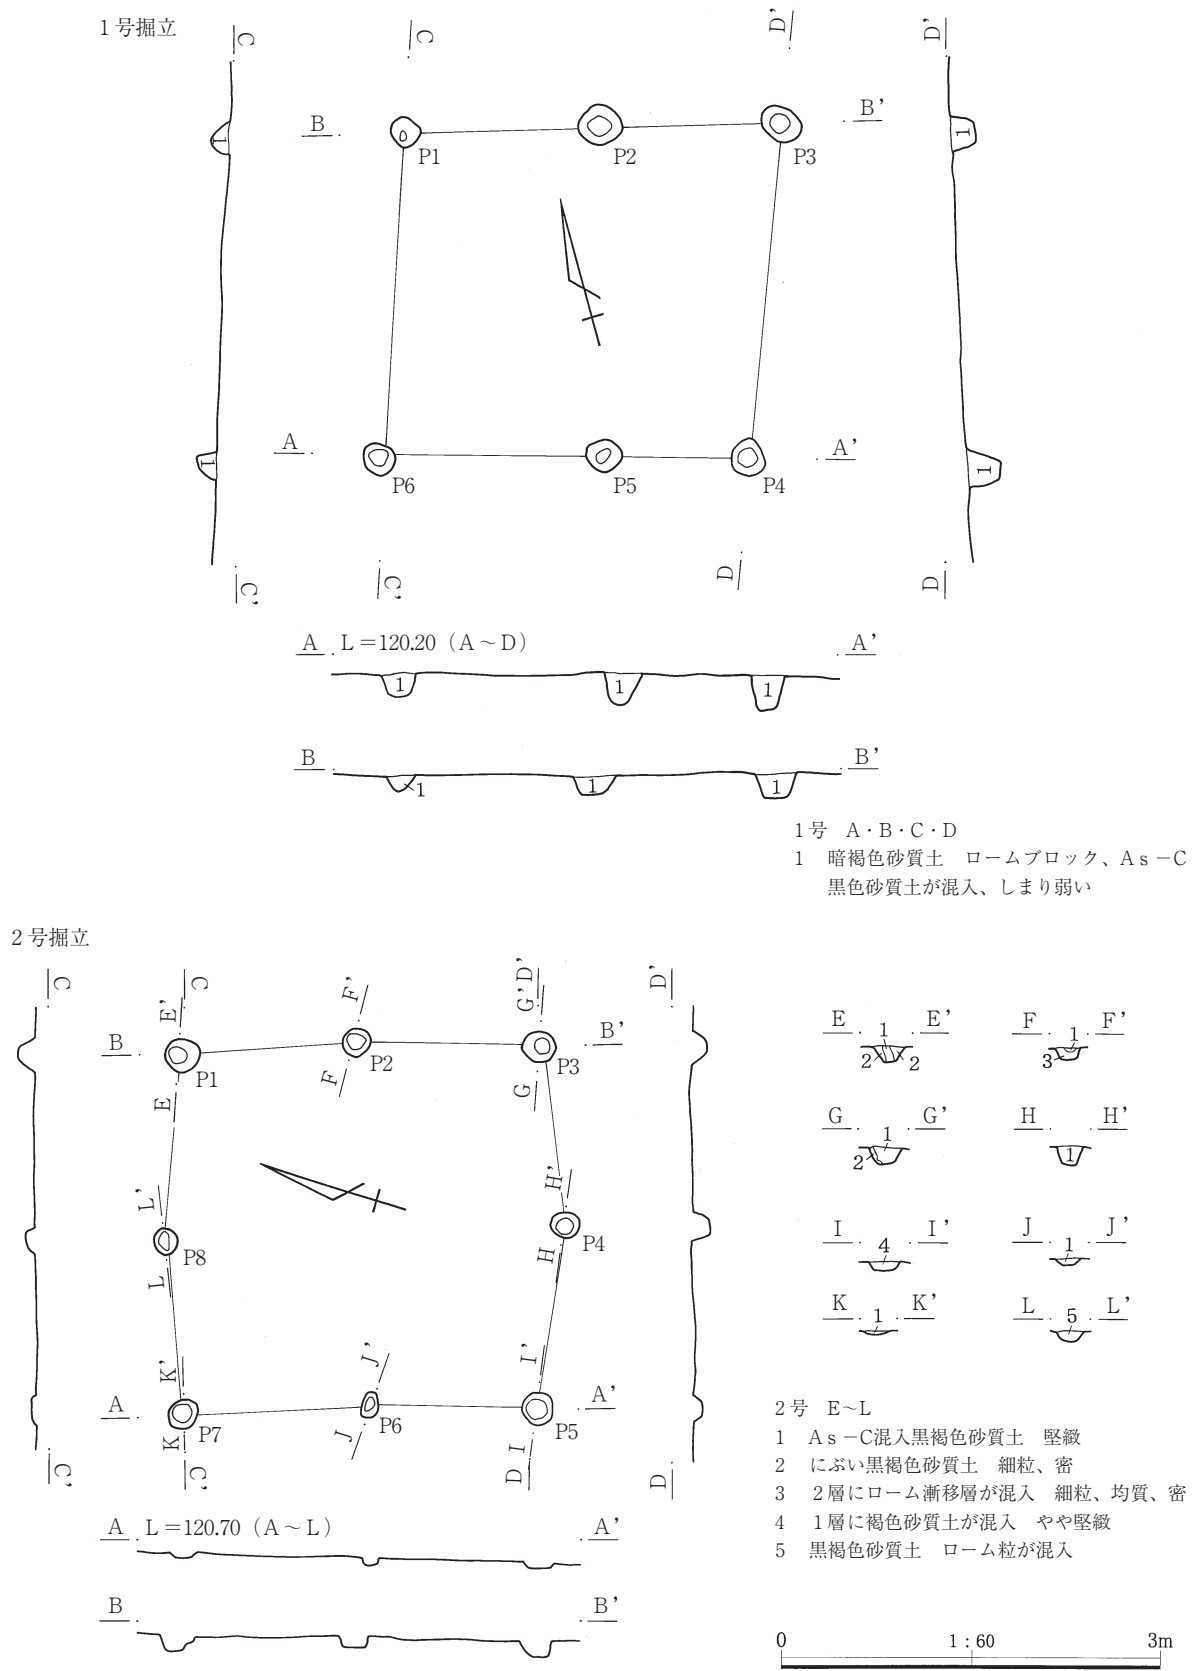 1号掘立
C
C
D'
D'
B
B'
P1
P2
P3
1
1
A
A'
P6
P5
P4
1
1
C'
C'
D
D
A L=120.20（A～D） A'
1 1 1
B B'
1 1 1
1号 A・B・C・D
1 暗褐色砂質土 ロームブロック、As－C
黒色砂質土が混入、しまり弱い
2号掘立
C
C
E'
F'
G' D'
D'
B
B'
P1
P2
P3
E
F
G
L'
H'
P8
P4
L
H
K'
J'
I'
A
A'
P7
P6
P5
K
J
I
C'
C'
D
D
A L=120.70（A～L） A'
B B'
E 1 E'
2 2
F 1 F'
3
G 1 G'
2
H H'
1
I 4 I'
J 1 J'
K 1 K'
L 5 L'
2号 E～L
1 As－C混入黒褐色砂質土 堅緻
2 にぶい黒褐色砂質土 細粒、密
3 2層にローム漸移層が混入 細粒、均質、密
4 1層に褐色砂質土が混入 やや堅緻
5 黒褐色砂質土 ローム粒が混入
0 1：60 3m